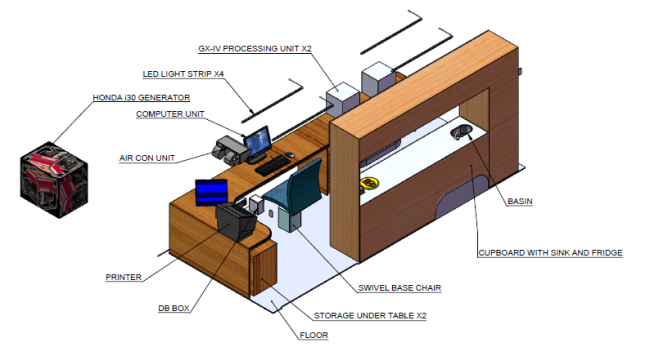 GX-IV PROCESSING UNIT X2
LED LIGHT STRIP X4
HONDA i30 GENERATOR
COMPUTER UNIT
AIR CON UNIT
BASIN
CUPBOARD WITH SINK AND FRIDGE
PRINTER
SWIVEL BASE CHAIR
DB BOX
STORAGE UNDER TABLE X2
FLOOR